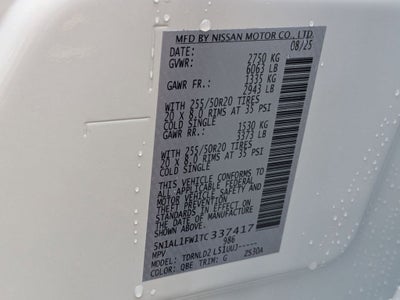 MFD BY NISSAN MOTOR CO., LTD.
DATE: 08/25
GVWR: 2750 KG
6063 LB
GAWR FR.: 1335 KG
2943 LB
WITH 255/50R20 TIRES
20 X 8.0 RIMS AT 35 PSI
COLD SINGLE
GAWR RR.: 1530 KG
3373 LB
WITH 255/50R20 TIRES
20 X 8.0 RIMS AT 35 PSI
COLD SINGLE
THIS VEHICLE CONFORMS TO
ALL APPLICABLE FEDERAL
MOTOR VEHICLE SAFETY AND
THEFT PREVENTION
STANDARDS IN EFFECT ON
THE DATE OF MANUFACTURE
SHOWN ABOVE.
5N1AL1FW1TC337417
986
MODEL: TDRNLD2L51UUJ-----
COLOR: QBE TRIM: G 2530A